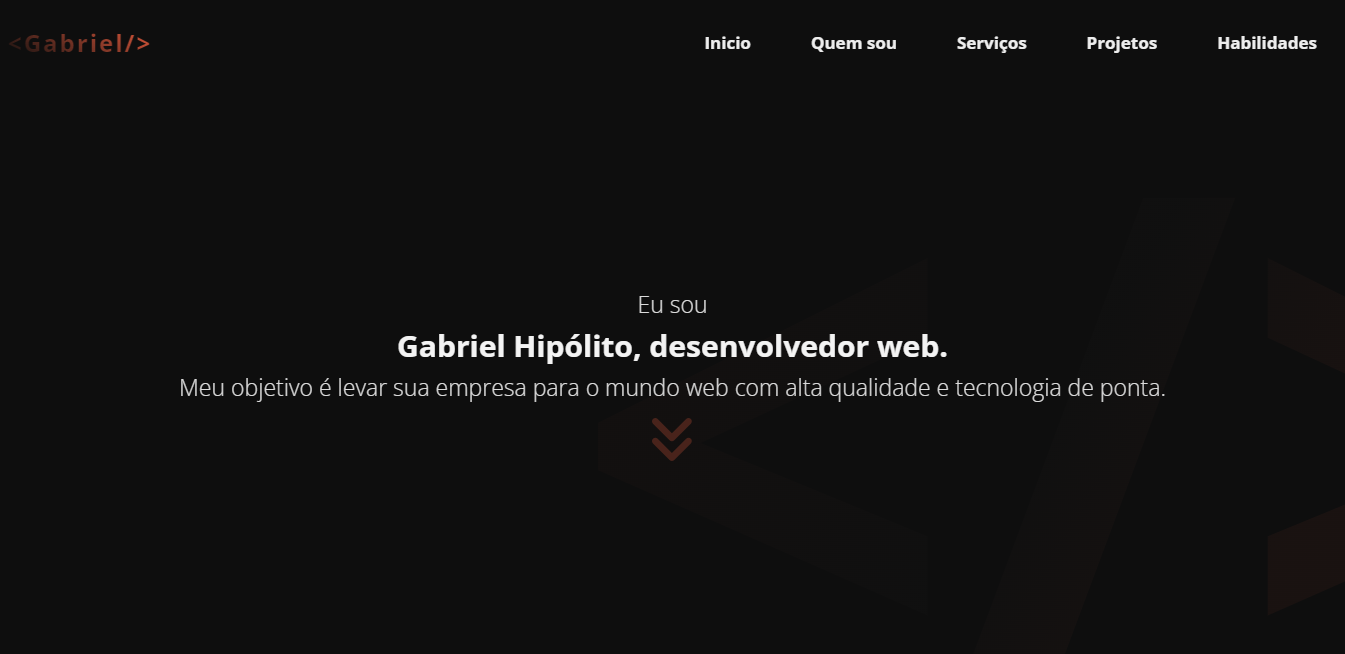 <Gabriel/>
Inicio Quem sou Serviços Projetos Habilidades
Eu sou
Gabriel Hipólito, desenvolvedor web.
Meu objetivo é levar sua empresa para o mundo web com alta qualidade e tecnologia de ponta.